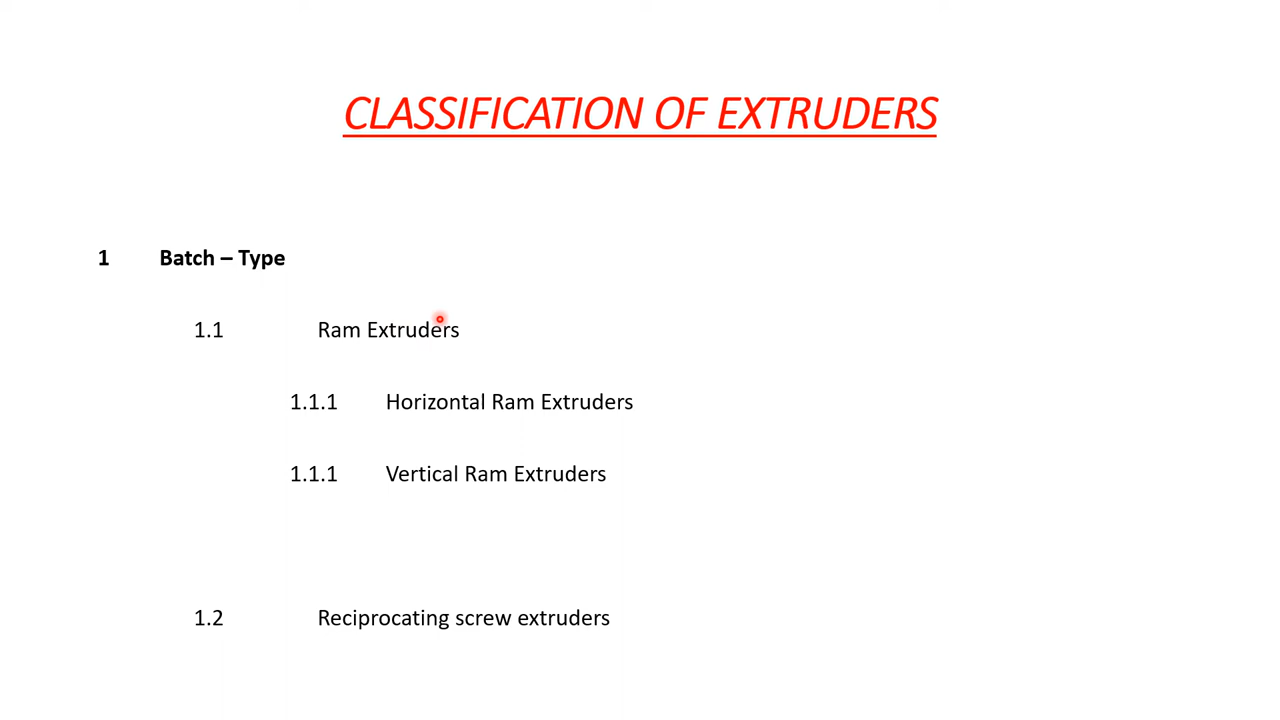 CLASSIFICATION OF EXTRUDERS
1 Batch – Type
1.1 Ram Extruders
1.1.1 Horizontal Ram Extruders
1.1.1 Vertical Ram Extruders
1.2 Reciprocating screw extruders